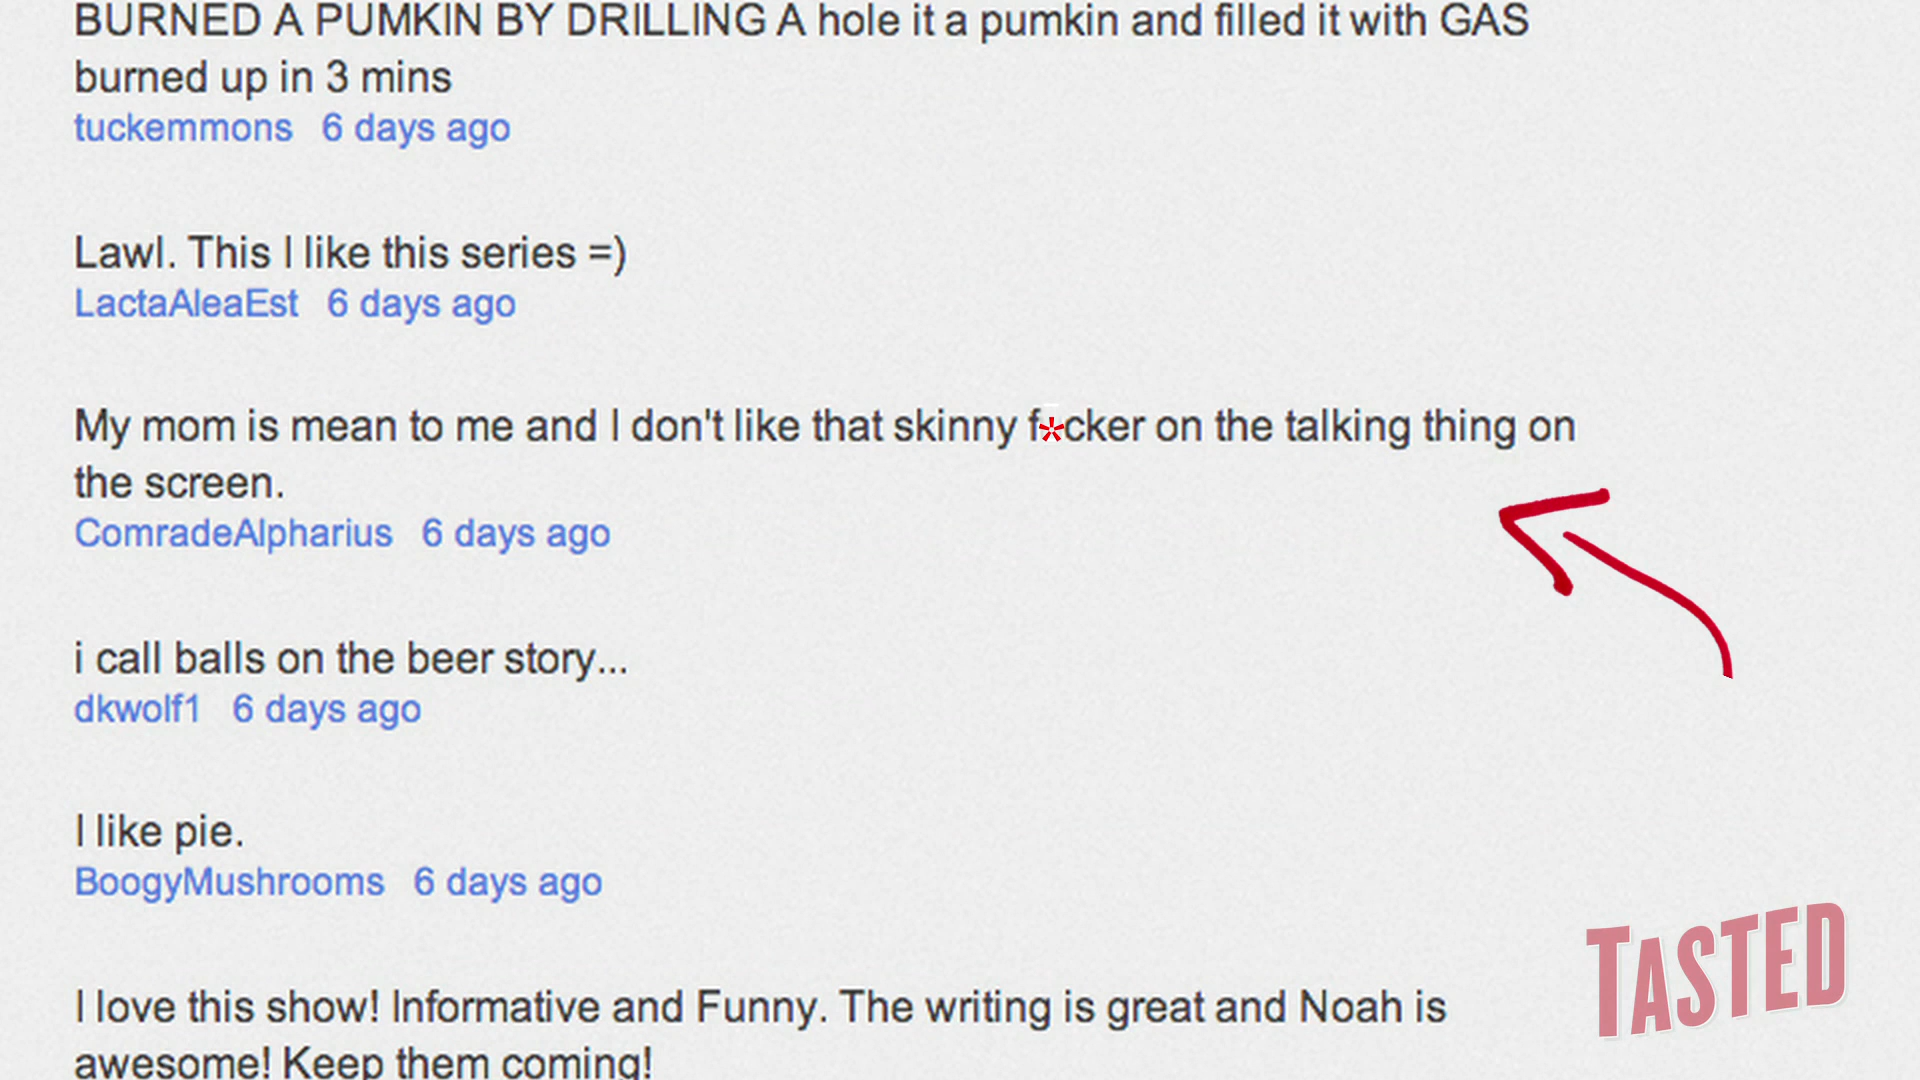 BURNED A PUMKIN BY DRILLING A hole it a pumkin and filled it with GAS
burned up in 3 mins
tuckemmons 6 days ago
Lawl. This I like this series =)
LactaAleaEst 6 days ago
My mom is mean to me and I don't like that skinny f*cker on the talking thing on
the screen.
ComradeAlpharius 6 days ago
i call balls on the beer story...
dkwolf1 6 days ago
I like pie.
BoogyMushrooms 6 days ago
I love this show! Informative and Funny. The writing is great and Noah is
awesome! Keep them coming!
TASTED